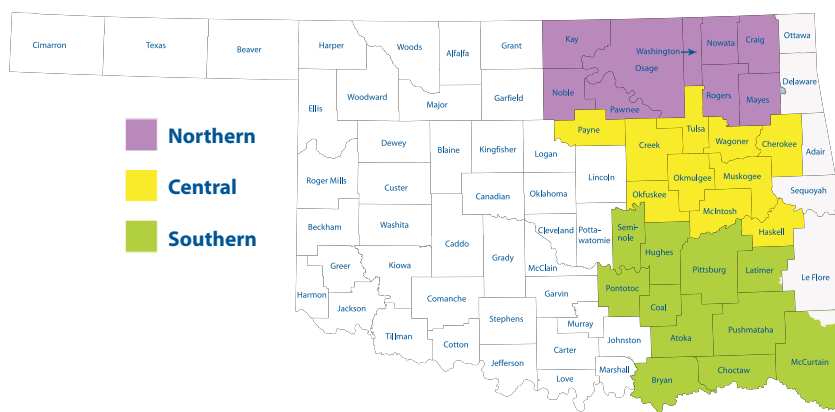 Cimarron
Texas
Beaver
Harper
Woods
Alfalfa
Grant
Kay
Washington
Osage
Nowata
Craig
Ottawa
Delaware
Ellis
Woodward
Major
Garfield
Noble
Pawnee
Rogers
Mayes
Northern
Central
Southern
Dewey
Blaine
Kingfisher
Logan
Payne
Creek
Tulsa
Wagoner
Cherokee
Adair
Roger Mills
Custer
Canadian
Oklahoma
Lincoln
Okmulgee
Muskogee
Sequoyah
Okfuskee
McIntosh
Beckham
Washita
Caddo
Grady
Cleveland
Potta-
watomie
Semi-
nole
Haskell
Greer
Kiowa
McClain
Hughes
Pittsburg
Latimer
Le Flore
Harmon
Jackson
Comanche
Garvin
Pontotoc
Coal
Tillman
Cotton
Stephens
Murray
Johnston
Atoka
Pushmataha
Jefferson
Carter
Love
Marshall
Bryan
Choctaw
McCurtain